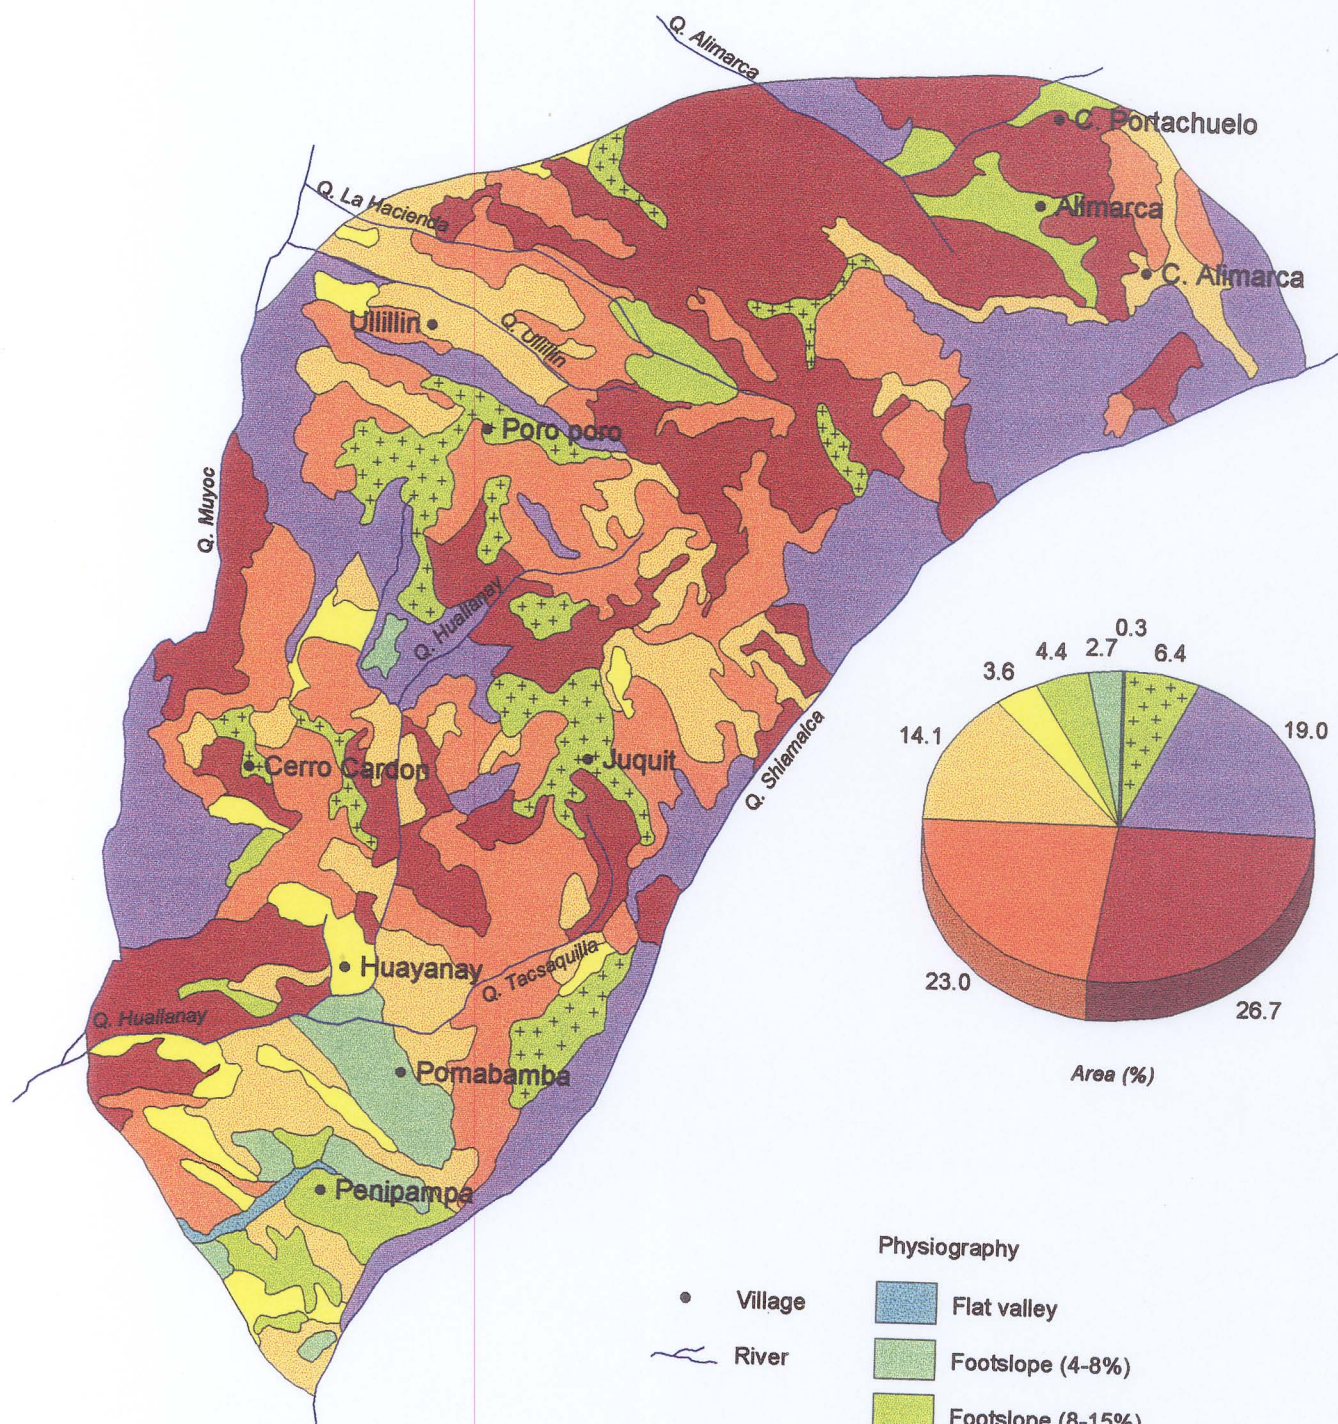 Q. Alimarca
C. Portachuelo
Q. La Hacienda
Alimarca
C. Alimarca
Ullillin
Q. Ullillin
Poro poro
Q. Muyoc
Q. Huallanay
0.3
2.7
6.4
4.4
3.6
14.1
19.0
Cerro Cardon
Juquit
Q. Shiamalca
Huayanay
Q. Tacsaquilla
23.0
26.7
Q. Huallanay
Area (%)
Pomabamba
Penipampa
Physiography
Village
Flat valley
River
Footslope (4-8%)
Footslope (8-15%)